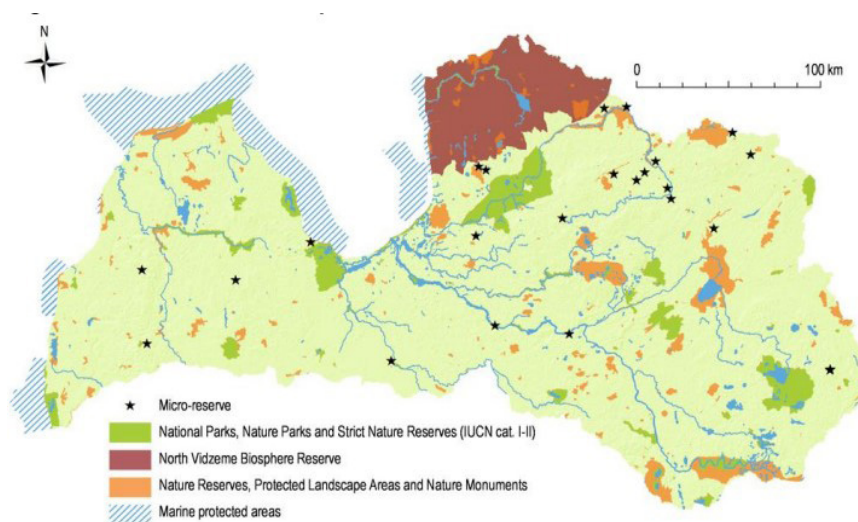 N
0 100 km
Micro-reserve
National Parks, Nature Parks and Strict Nature Reserves (IUCN cat. I-II)
North Vidzeme Biosphere Reserve
Nature Reserves, Protected Landscape Areas and Nature Monuments
Marine protected areas